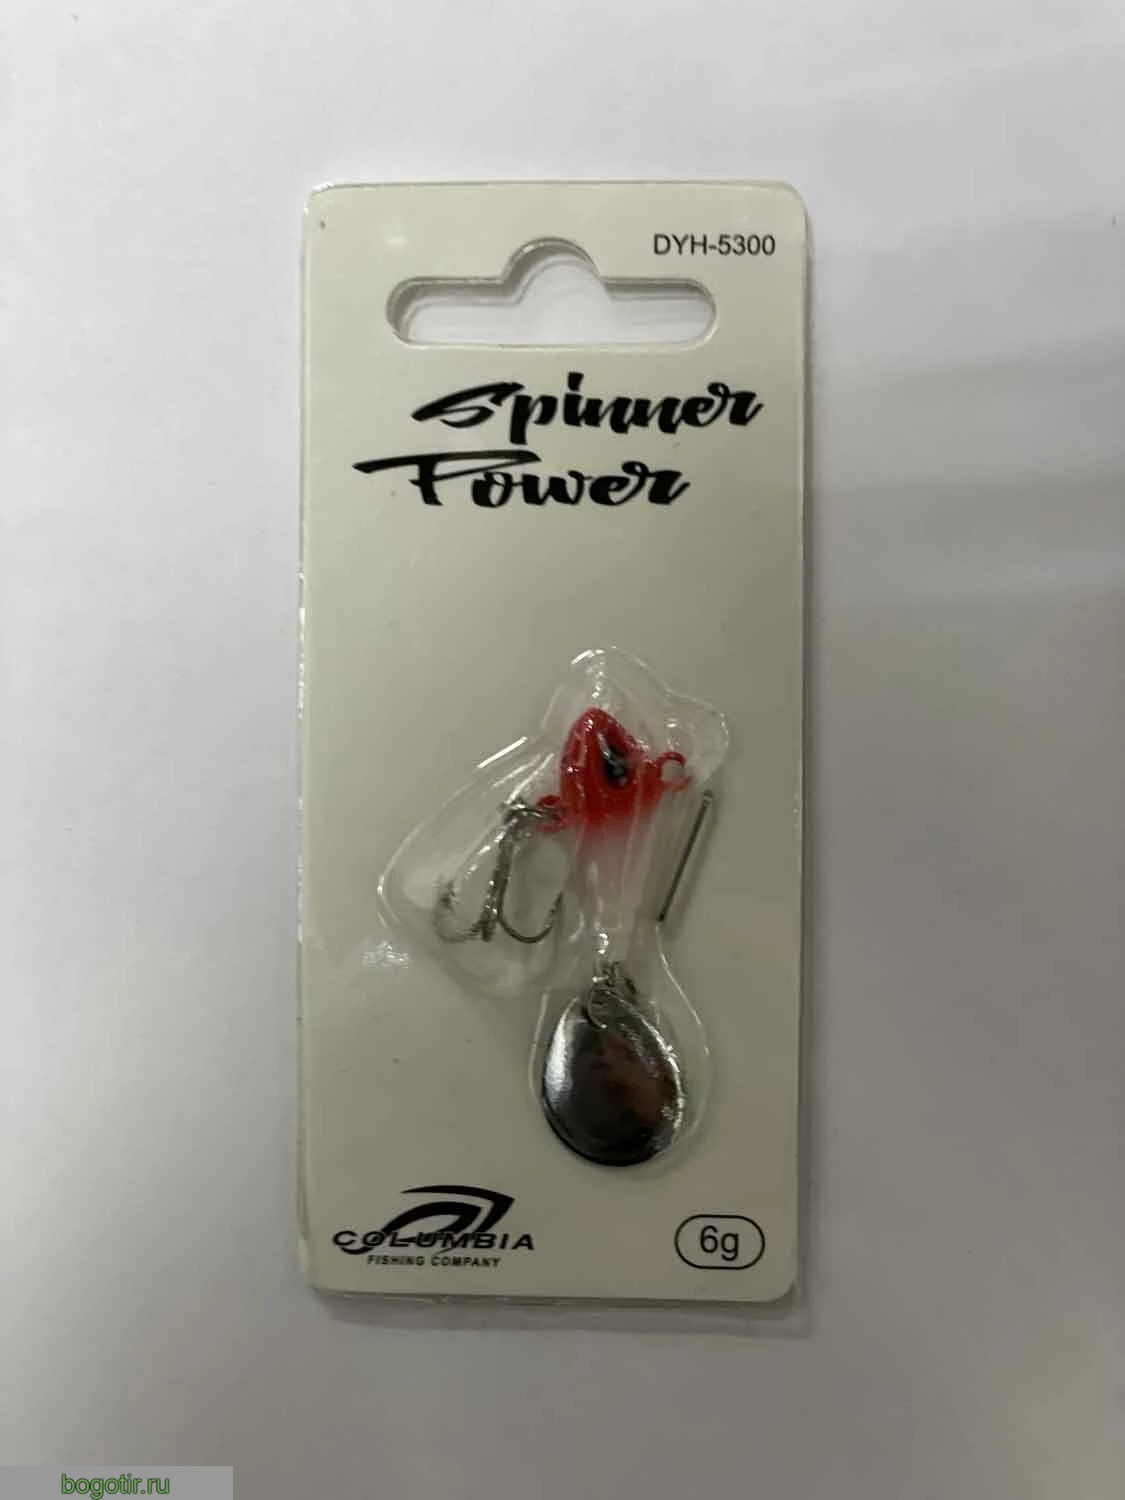 DYH-5300
Spinner
Power
COLUMBIA
FISHING COMPANY
6g
bogotir.ru